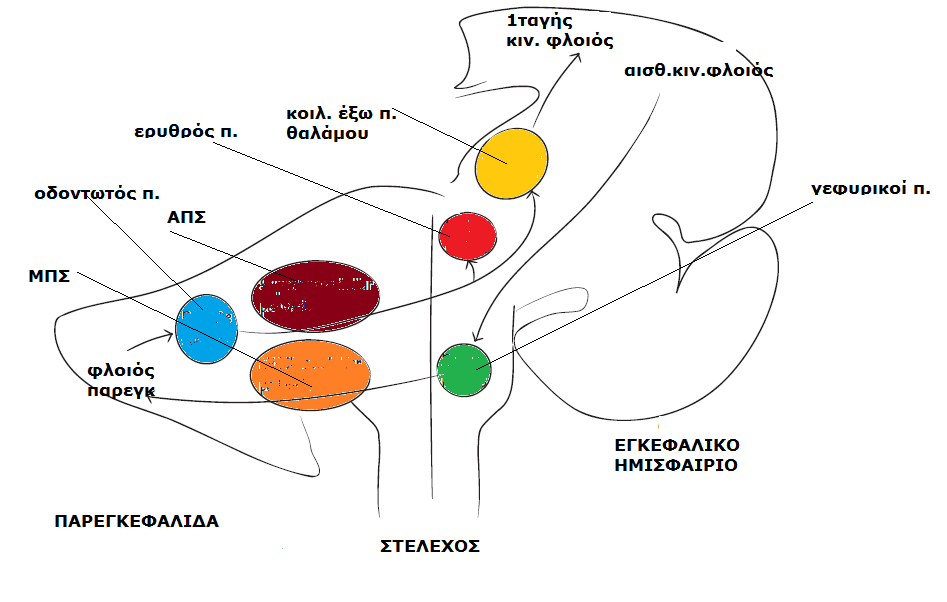 1ταγής
κιν. φλοιός
αισθ.κιν.φλοιός
κοιλ. έξω π.
θαλάμου
ερυθρός π.
οδοντωτός π.
γεφυρικοί π.
ΑΠΣ
ΜΠΣ
φλοιός
παρεγκ
ΕΓΚΕΦΑΛΙΚΟ
ΗΜΙΣΦΑΙΡΙΟ
ΠΑΡΕΓΚΕΦΑΛΙΔΑ
ΣΤΕΛΕΧΟΣ